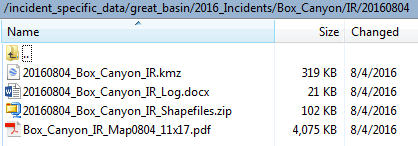 /incident_specific_data/great_basin/2016_Incidents/Box_Canyon/IR/20160804
Name Size Changed
..
20160804_Box_Canyon_IR.kmz 319 KB 8/4/2016
20160804_Box_Canyon_IR_Log.docx 21 KB 8/4/2016
20160804_Box_Canyon_IR_Shapefiles.zip 102 KB 8/4/2016
Box_Canyon_IR_Map0804_11x17.pdf 4,075 KB 8/4/2016